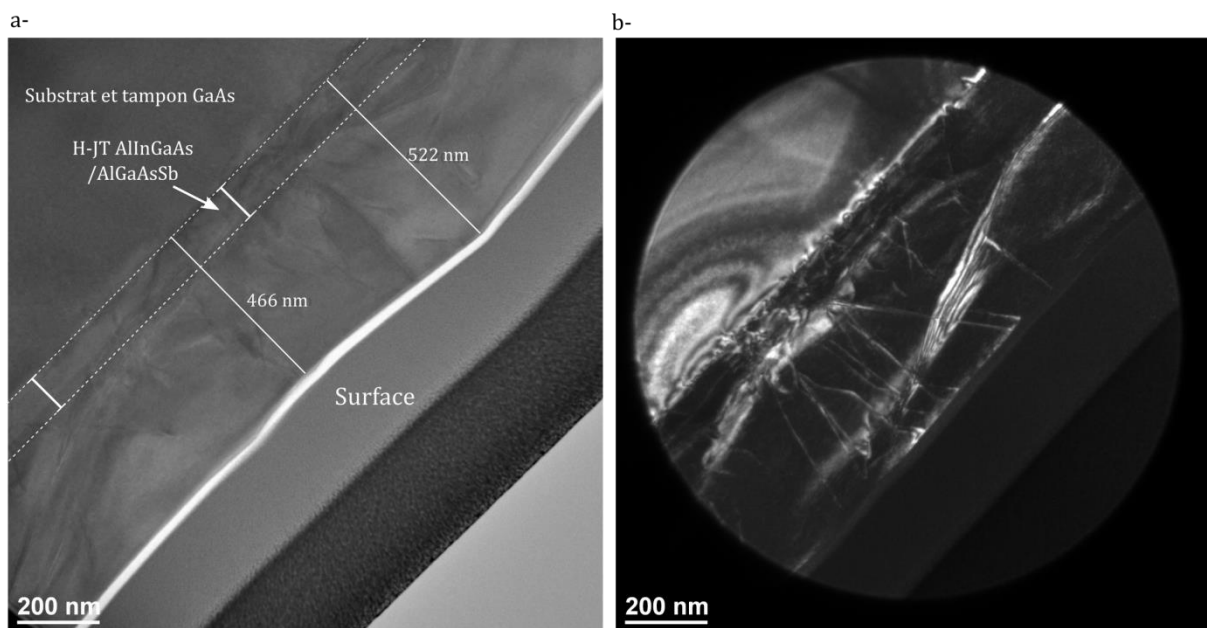 a-
Substrat et tampon GaAs
H-JT AlInGaAs
/AlGaAsSb
522 nm
466 nm
Surface
200 nm
b-
200 nm